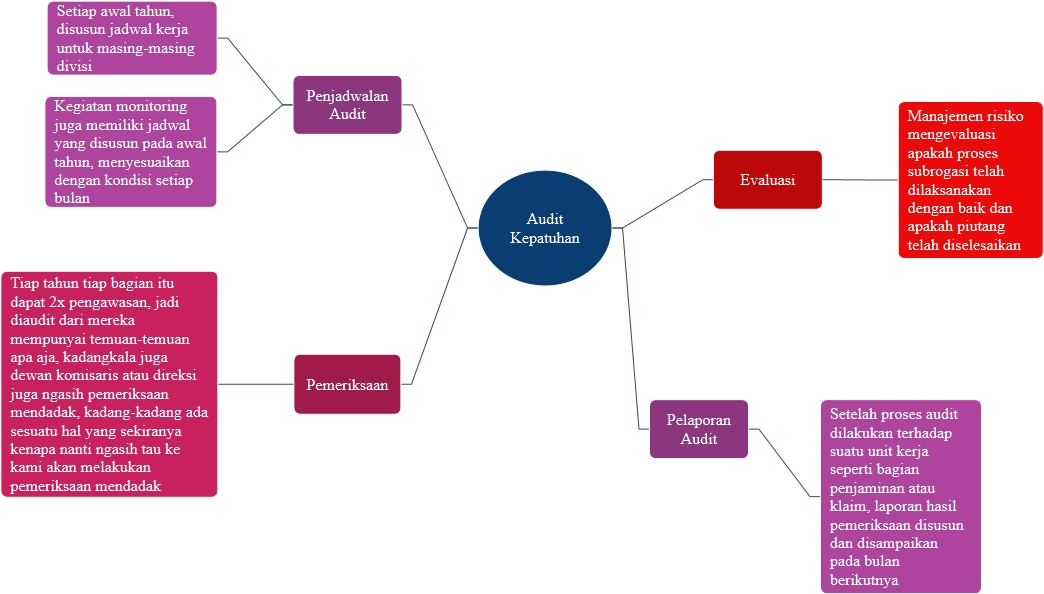 Setiap awal tahun,
disusun jadwal kerja
untuk masing-masing
divisi
Kegiatan monitoring
juga memiliki jadwal
yang disusun pada awal
tahun, menyesuaikan
dengan kondisi setiap
bulan
Penjadwalan
Audit
Tiap tahun tiap bagian itu
dapat 2x pengawasan, jadi
diaudit dari mereka
mempunyai temuan-temuan
apa aja, kadangkala juga
dewan komisaris atau direksi
juga ngasih pemeriksaan
mendadak, kadang-kadang ada
sesuatu hal yang sekiranya
kenapa nanti ngasih tau ke
kami akan melakukan
pemeriksaan mendadak
Pemeriksaan
Audit
Kepatuhan
Evaluasi
Manajemen risiko
mengevaluasi
apakah proses
subrogasi telah
dilaksanakan
dengan baik dan
apakah piutang
telah diselesaikan
Pelaporan
Audit
Setelah proses audit
dilakukan terhadap
suatu unit kerja
seperti bagian
penjaminan atau
klaim, laporan hasil
pemeriksaan disusun
dan disampaikan
pada bulan
berikutnya